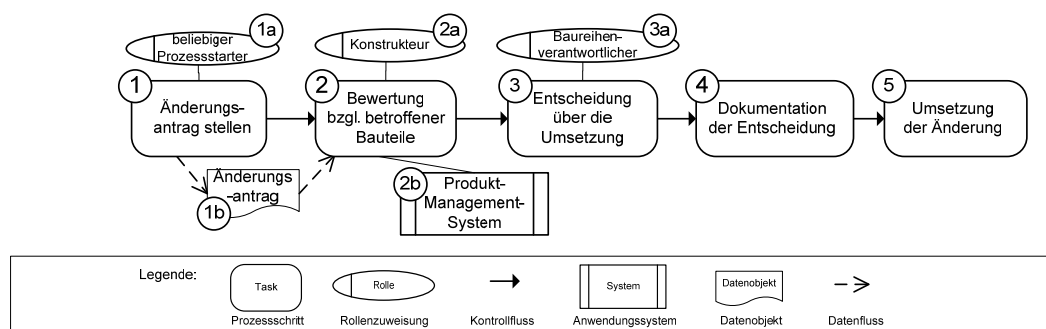 1a
beliebiger
Prozessstarter
2a
Konstrukteur
3a
Baureihen-
verantwortlicher
1
Änderungs-
antrag stellen
2
Bewertung
bzgl. betroffener
Bauteile
3
Entscheidung
über die
Umsetzung
4
Dokumentation
der Entscheidung
5
Umsetzung
der Änderung
Änderungs
-antrag
1b
2b
Produkt-
Management-
System
Legende:
Task
Rolle
System
Datenobjekt
Prozessschritt
Rollenzuweisung
Kontrollfluss
Anwendungssystem
Datenobjekt
Datenfluss